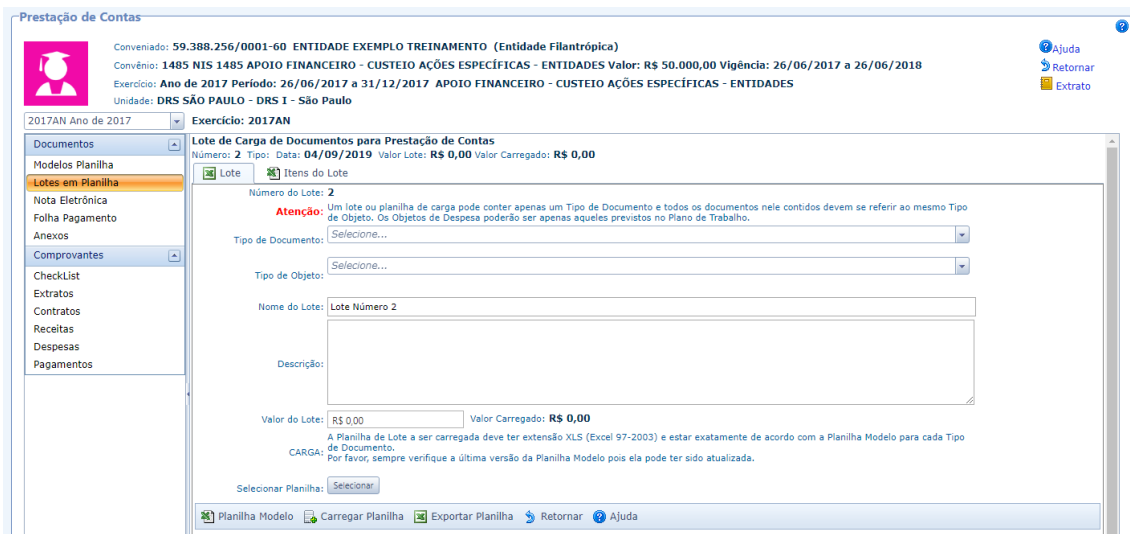 Prestação de Contas
Conveniado: 59.388.256/0001-60 ENTIDADE EXEMPLO TREINAMENTO (Entidade Filantrópica)
Convênio: 1485 NIS 1485 APOIO FINANCEIRO - CUSTEIO AÇÕES ESPECÍFICAS - ENTIDADES Valor: R$ 50.000,00 Vigência: 26/06/2017 a 26/06/2018
Exercício: Ano de 2017 Período: 26/06/2017 a 31/12/2017 APOIO FINANCEIRO - CUSTEIO AÇÕES ESPECÍFICAS - ENTIDADES
Unidade: DRS SÃO PAULO - DRS I - São Paulo
Ajuda
Retornar
Extrato
2017AN Ano de 2017
Exercício: 2017AN
Documentos
Modelos Planilha
Lotes em Planilha
Nota Eletrônica
Folha Pagamento
Anexos
Comprovantes
CheckList
Extratos
Contratos
Receitas
Despesas
Pagamentos
Lote de Carga de Documentos para Prestação de Contas
Número: 2 Tipo: Data: 04/09/2019 Valor Lote: R$ 0,00 Valor Carregado: R$ 0,00
Lote Itens do Lote
Número do Lote: 2
Atenção: Um lote ou planilha de carga pode conter apenas um Tipo de Documento e todos os documentos nele contidos devem se referir ao mesmo Tipo
de Objeto. Os Objetos de Despesa poderão ser apenas aqueles previstos no Plano de Trabalho.
Tipo de Documento: Selecione...
Tipo de Objeto: Selecione...
Nome do Lote: Lote Número 2
Descrição:
Valor do Lote: R$ 0,00 Valor Carregado: R$ 0,00
CARGA: A Planilha de Lote a ser carregada deve ter extensão XLS (Excel 97-2003) e estar exatamente de acordo com a Planilha Modelo para cada Tipo
de Documento.
Por favor, sempre verifique a última versão da Planilha Modelo pois ela pode ter sido atualizada.
Selecionar Planilha: Selecionar
Planilha Modelo Carregar Planilha Exportar Planilha Retornar Ajuda